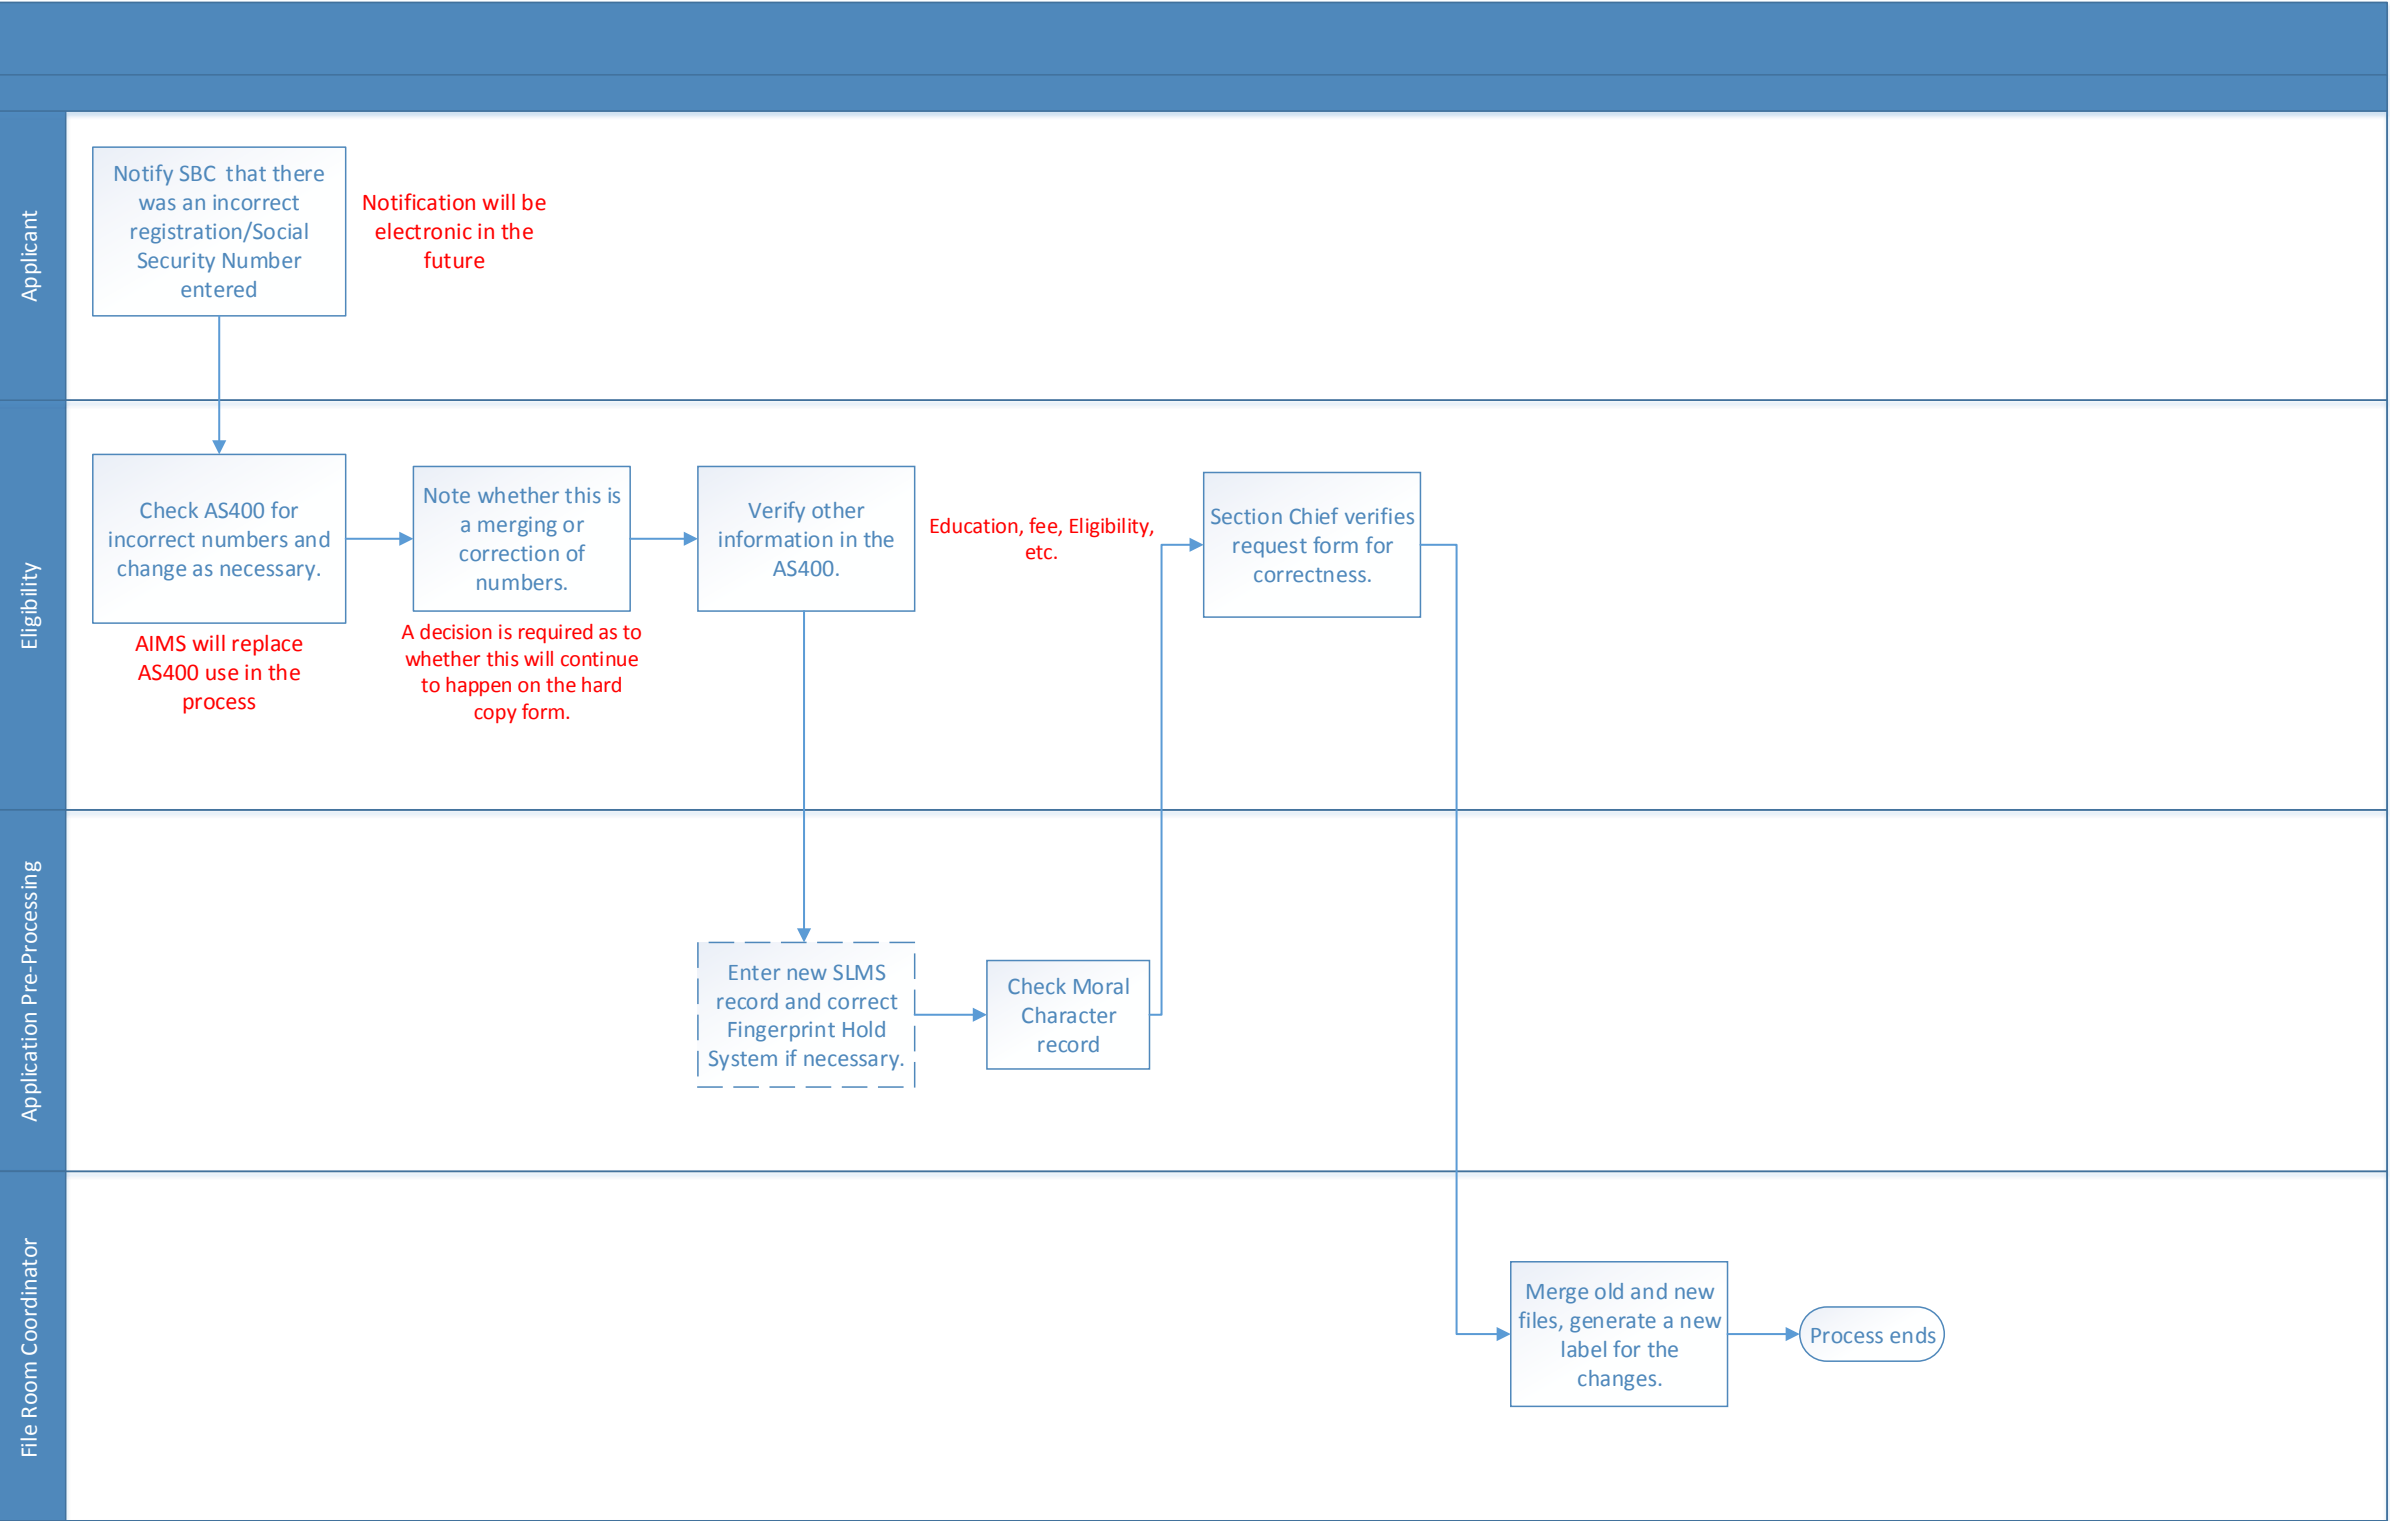 Applicant
Notify SBC that there
was an incorrect
registration/Social
Security Number
entered
Notification will be
electronic in the
future
Eligibility
Check AS400 for
incorrect numbers and
change as necessary.
AIMS will replace
AS400 use in the
process
Note whether this is
a merging or
correction of
numbers.
A decision is required as to
whether this will continue
to happen on the hard
copy form.
Verify other
information in the
AS400.
Education, fee, Eligibility,
etc.
Section Chief verifies
request form for
correctness.
Application Pre-Processing
Enter new SLMS
record and correct
Fingerprint Hold
System if necessary.
Check Moral
Character
record
File Room Coordinator
Merge old and new
files, generate a new
label for the
changes.
Process ends